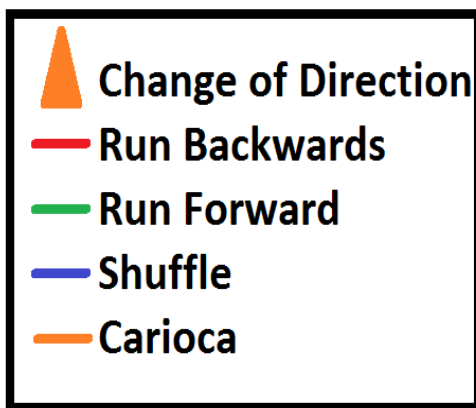 Change of Direction
Run Backwards
Run Forward
Shuffle
Carioca